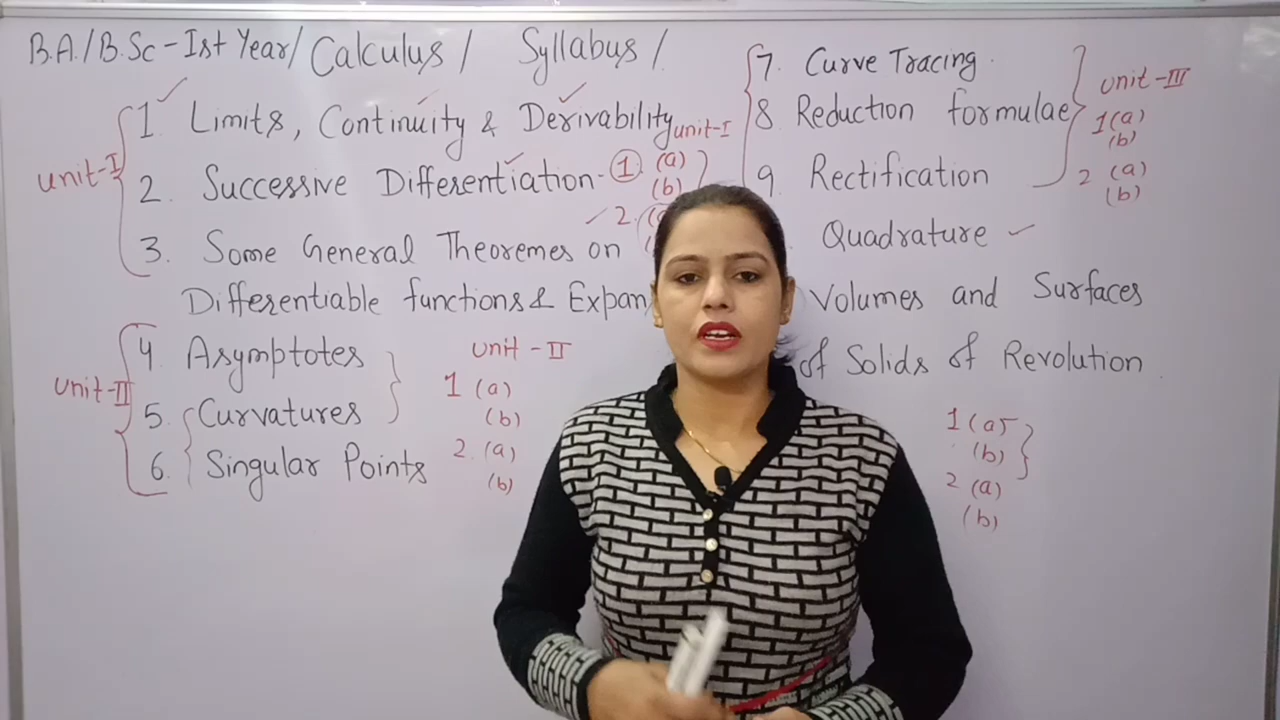 B.A./B.Sc - Ist Year/ Calculus / Syllabus /
Unit-I
1. Limits, Continuity & Derivability
2. Successive Differentiation
3. Some General Theoremes on
Differentiable functions &
unit-I
1. (a)
(b)
2.
Unit-II
4 Asymptotes
5. Curvatures
6. Singular Points
Unit-II
1 (a)
(b)
2. (a)
(b)
7. Curve Tracing
8 Reduction formulae
9. Rectification
Quadrature
Volumes and Surfaces
of Solids of Revolution
Unit-III
1(a)
(b)
2 (a)
(b)
1 (a)
(b)
2 (a)
(b)